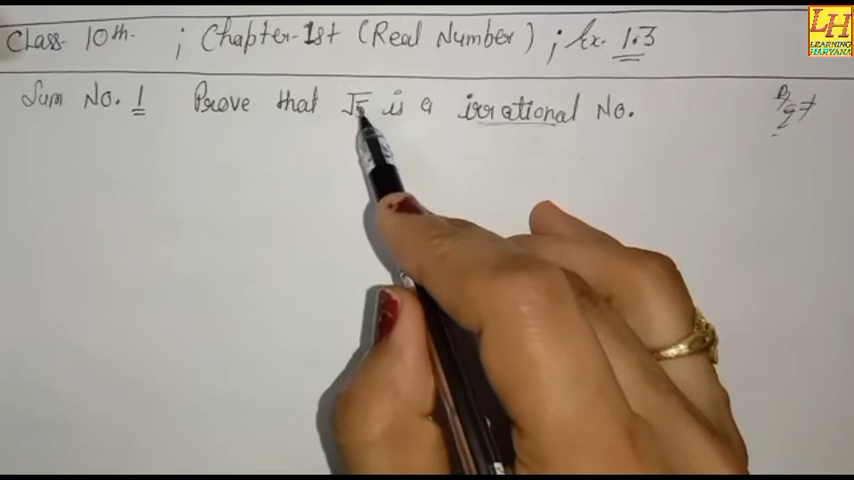 Class- 10th. ; Chapter-1st (Real Number) ; Ex. 1.3
LH
LEARNING
HARYANA
Sum No. 1 Prove that √5 is a irrational No.